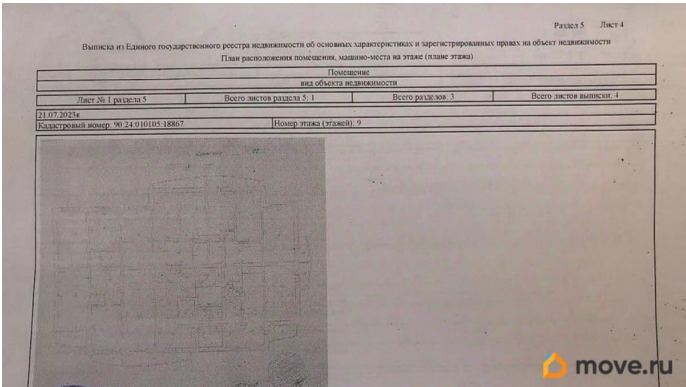 Раздел 5 Лист 4
Выписка из Единого государственного реестра недвижимости об основных характеристиках и зарегистрированных правах на объект недвижимости
План расположения помещения, машино-места на этаже (плане этажа)
Помещение
вид объекта недвижимости
Лист № 1 раздела 5 Всего листов раздела 5: 1 Всего разделов: 3 Всего листов выписки: 4
21.07.2023г.
Кадастровый номер: 90:24:010105:18867 Номер этажа (этажей): 9
move.ru